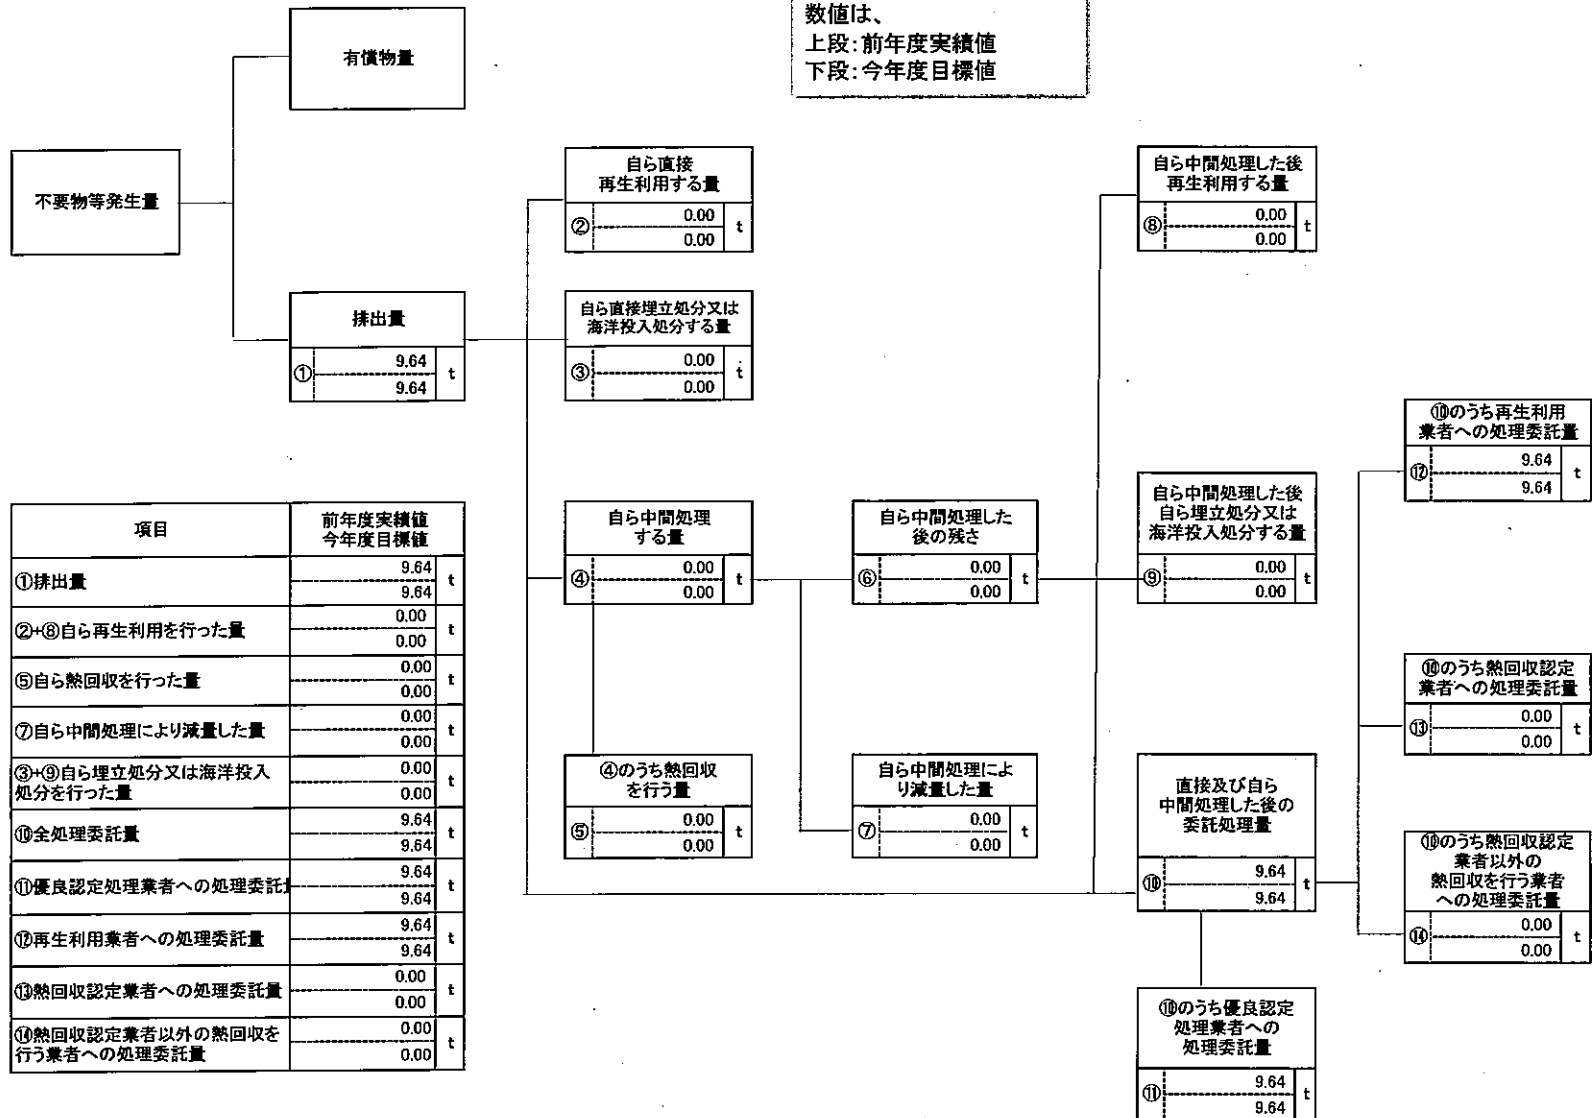 数値は、
上段：前年度実績値
下段：今年度目標値
有償物量
不要物等発生量
排出量
① 9.64 t
9.64
自ら直接
再生利用する量
② 0.00 t
0.00
自ら直接埋立処分又は
海洋投入処分する量
③ 0.00 t
0.00
自ら中間処理した後
再生利用する量
⑧ 0.00 t
0.00
自ら中間処理
する量
④ 0.00 t
0.00
自ら中間処理した
後の残さ
⑥ 0.00 t
0.00
自ら中間処理した後
自ら埋立処分又は
海洋投入処分する量
⑨ 0.00 t
0.00
④のうち熱回収
を行う量
⑤ 0.00 t
0.00
自ら中間処理によ
り減量した量
⑦ 0.00 t
0.00
直接及び自ら
中間処理した後の
委託処理量
⑩ 9.64 t
9.64
⑩のうち再生利用
業者への処理委託量
⑫ 9.64 t
9.64
⑩のうち熱回収認定
業者への処理委託量
⑬ 0.00 t
0.00
⑩のうち熱回収認定
業者以外の
熱回収を行う業者
への処理委託量
⑭ 0.00 t
0.00
⑩のうち優良認定
処理業者への
処理委託量
⑪ 9.64 t
9.64
項目 前年度実績値
今年度目標値
①排出量 9.64 t
9.64
②+⑧自ら再生利用を行った量 0.00 t
0.00
⑤自ら熱回収を行った量 0.00 t
0.00
⑦自ら中間処理により減量した量 0.00 t
0.00
③+⑨自ら埋立処分又は海洋投入 0.00 t
処分を行った量 0.00
⑩全処理委託量 9.64 t
9.64
⑪優良認定処理業者への処理委託 9.64 t
9.64
⑫再生利用業者への処理委託量 9.64 t
9.64
⑬熱回収認定業者への処理委託量 0.00 t
0.00
⑭熱回収認定業者以外の熱回収を 0.00 t
行う業者への処理委託量 0.00